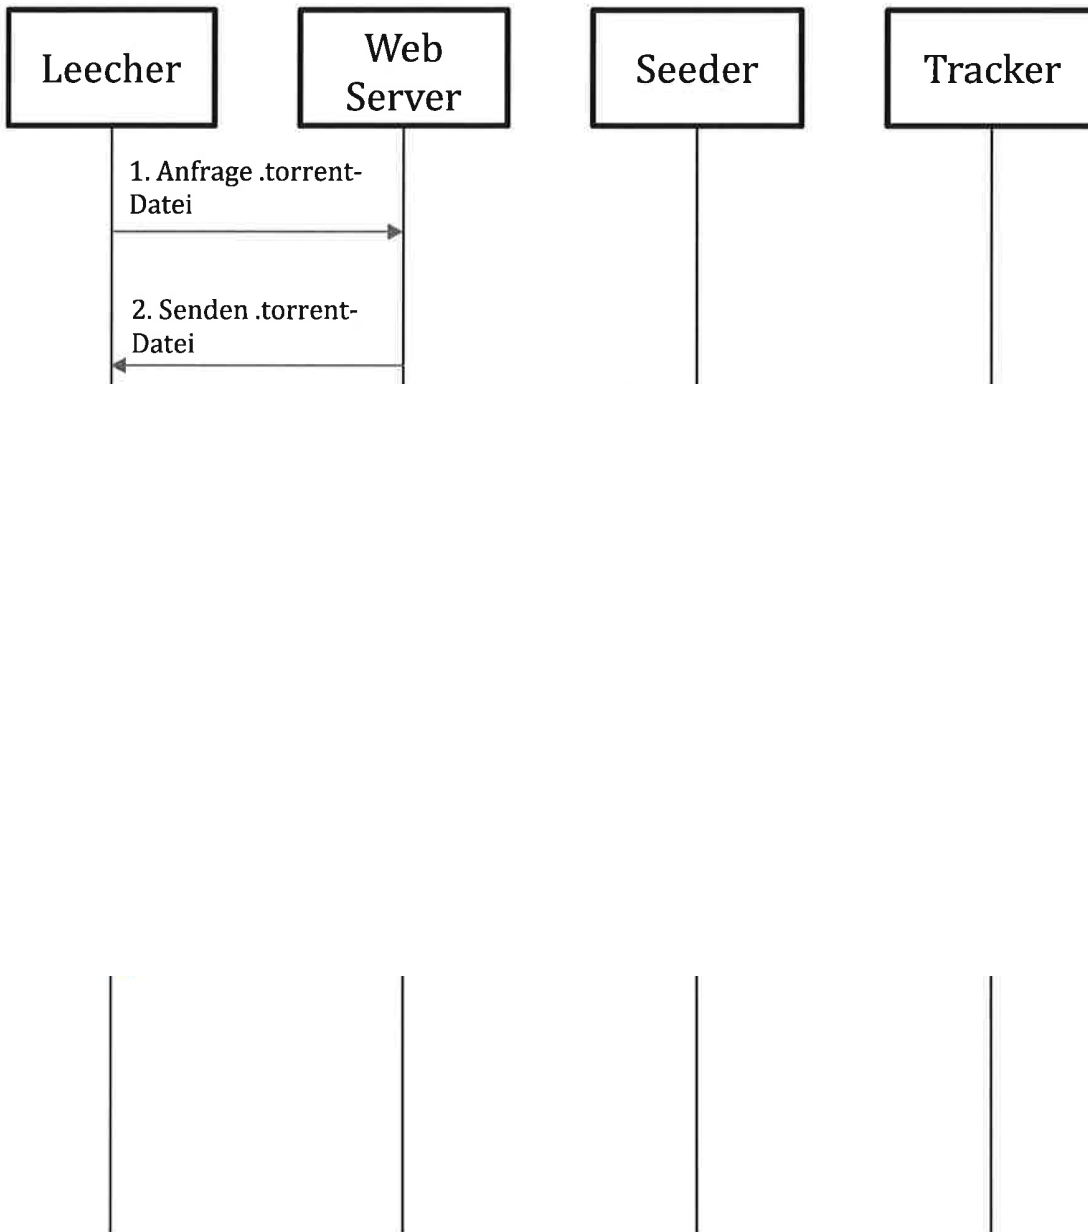 Leecher
Web
Server
Seeder
Tracker
1. Anfrage .torrent-
Datei
2. Senden .torrent-
Datei